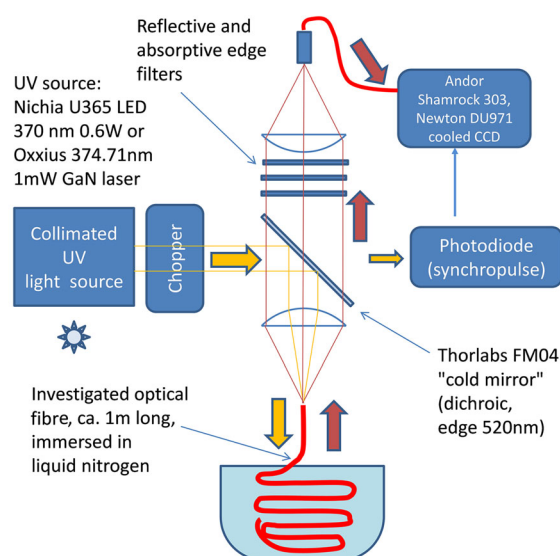 Reflective and
absorptive edge
filters
UV source:
Nichia U365 LED
370 nm 0.6W or
Oxxius 374.71nm
1mW GaN laser
Andor
Shamrock 303,
Newton DU971
cooled CCD
Collimated
UV
light source
Chopper
Photodiode
(synchropulse)
Thorlabs FM04
"cold mirror"
(dichroic,
edge 520nm)
Investigated optical
fibre, ca. 1m long,
immersed in
liquid nitrogen